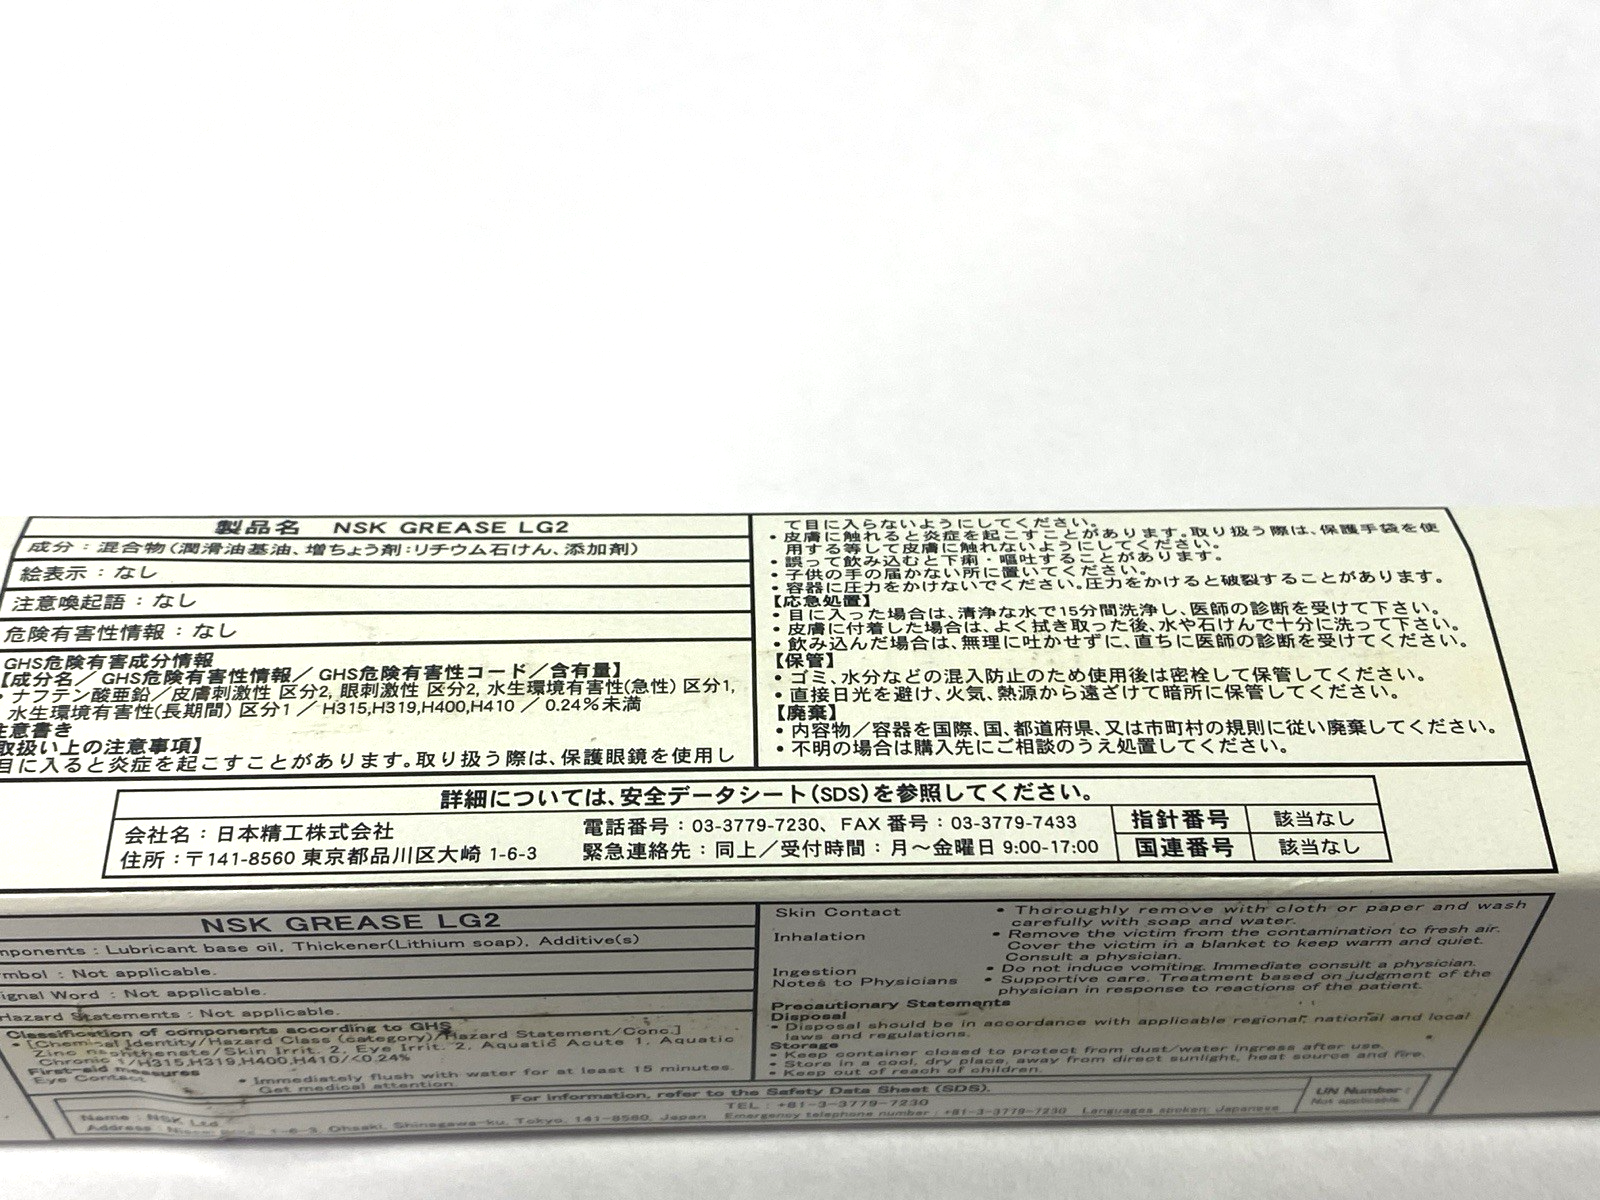 製品名 NSK GREASE LG2
成分：混合物(潤滑油基油、増ちょう剤：リチウム石けん、添加剤)
絵表示：なし
注意喚起語：なし
危険有害性情報：なし
GHS危険有害成分情報
【成分名／GHS危険有害性情報／GHS危険有害性コード／含有量】
・ナフテン酸亜鉛／皮膚刺激性 区分2, 眼刺激性 区分2, 水生環境有害性(急性) 区分1,
水生環境有害性(長期間) 区分1 ／ H315,H319,H400,H410 ／ 0.24%未満
注意書き
取扱い上の注意事項】
目に入ると炎症を起こすことがあります。取り扱う際は、保護眼鏡を使用し
て目に入らないようにしてください。
・皮膚に触れると炎症を起こすことがあります。取り扱う際は、保護手袋を使
用する等して皮膚に触れないようにしてください。
・誤って飲み込むと下痢・嘔吐することがあります。
・子供の手の届かない所に置いてください。
・容器に圧力をかけないでください。圧力をかけると破裂することがあります。
【応急処置】
・目に入った場合は、清浄な水で15分間洗浄し、医師の診断を受けて下さい。
・皮膚に付着した場合は、よく拭き取った後、水や石けんで十分に洗って下さい。
・飲み込んだ場合は、無理に吐かせずに、直ちに医師の診断を受けてください。
【保管】
・ゴミ、水分などの混入防止のため使用後は密栓して保管してください。
・直接日光を避け、火気、熱源から遠ざけて暗所に保管してください。
【廃棄】
・内容物／容器を国際、国、都道府県、又は市町村の規則に従い廃棄してください。
・不明の場合は購入先にご相談のうえ処置してください。
詳細については、安全データシート(SDS)を参照してください。
会社名：日本精工株式会社
住所：〒141-8560 東京都品川区大崎 1-6-3
電話番号：03-3779-7230、FAX 番号：03-3779-7433
緊急連絡先：同上／受付時間：月～金曜日 9:00-17:00
指針番号 該当なし
国連番号 該当なし
NSK GREASE LG2
mponents : Lubricant base oil, Thickener(Lithium soap), Additive(s)
mbol : Not applicable.
ignal Word : Not applicable.
Hazard Statements : Not applicable.
Classification of components according to GHS
• [Chemical Identity/Hazard Class (category)/Hazard Statement/Conc.]
Zinc naphthenate/Skin Irrit. 2, Eye Irrit. 2, Aquatic Acute 1, Aquatic
Chronic 1/H315,H319,H400,H410/<0.24%
First-aid measures
Eye Contact • Immediately flush with water for at least 15 minutes.
Get medical attention.
Skin Contact • Thoroughly remove with cloth or paper and wash
carefully with soap and water.
Inhalation • Remove the victim from the contamination to fresh air.
Cover the victim in a blanket to keep warm and quiet.
Consult a physician.
Ingestion • Do not induce vomiting. Immediate consult a physician.
Notes to Physicians • Supportive care. Treatment based on judgment of the
physician in response to reactions of the patient.
Precautionary Statements
Disposal
• Disposal should be in accordance with applicable regional, national and local
laws and regulations.
Storage
• Keep container closed to protect from dust/water ingress after use.
• Store in a cool, dry place, away from direct sunlight, heat source and fire.
• Keep out of reach of children.
For information, refer to the Safety Data Sheet (SDS).
TEL : +81-3-3779-7230
Name : NSK Ltd.
Emergency telephone number : +81-3-3779-7230 Languages spoken: Japanese
Address : 1-6-3, Ohsaki, Shinagawa-ku, Tokyo, 141-8560, Japan
UN Number :
Not applicable.